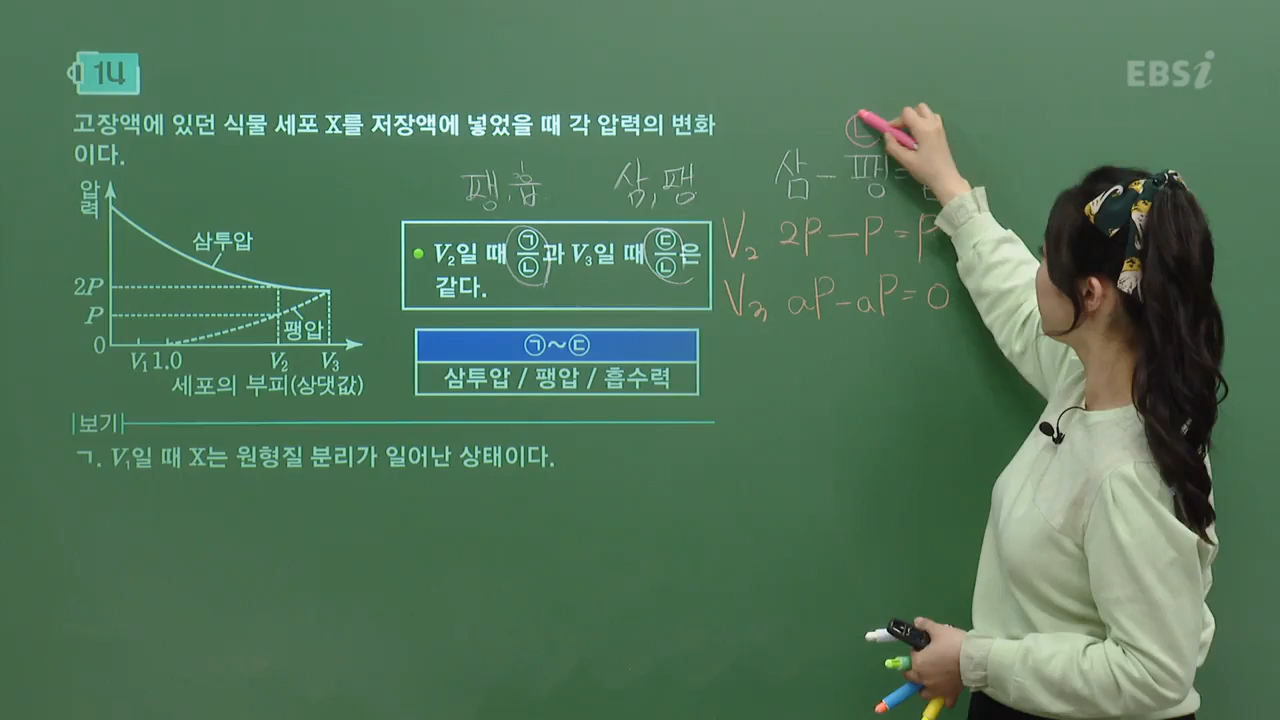 14
EBSi
고장액에 있던 식물 세포 X를 저장액에 넣었을 때 각 압력의 변화
이다.
압력
삼투압
2P
P
팽압
0
V₁ 1.0 V₂ V₃
세포의 부피(상댓값)
팽, 흡 삼, 팽
V₂일 때 ㉠/㉡과 V₃일 때 ㉢/㉡은
같다.
㉠~㉢
삼투압 / 팽압 / 흡수력
|보기|
ㄱ. V₁일 때 X는 원형질 분리가 일어난 상태이다.
㉡
삼 - 팽 =
V₂ 2P - P = P
V₃ aP - aP = 0